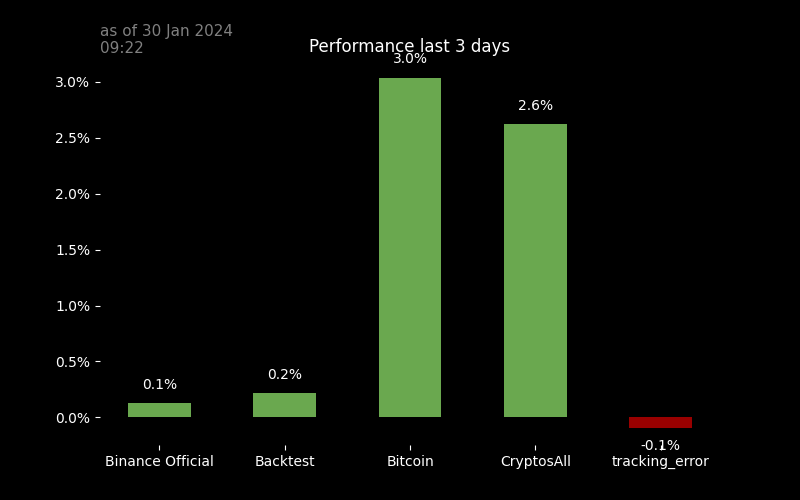 as of 30 Jan 2024
09:22
Performance last 3 days
3.0%
3.0%
2.6%
2.5%
2.0%
1.5%
1.0%
0.5%
0.2%
0.1%
0.0%
-0.1%
Binance Official
Backtest
Bitcoin
CryptosAll
tracking_error